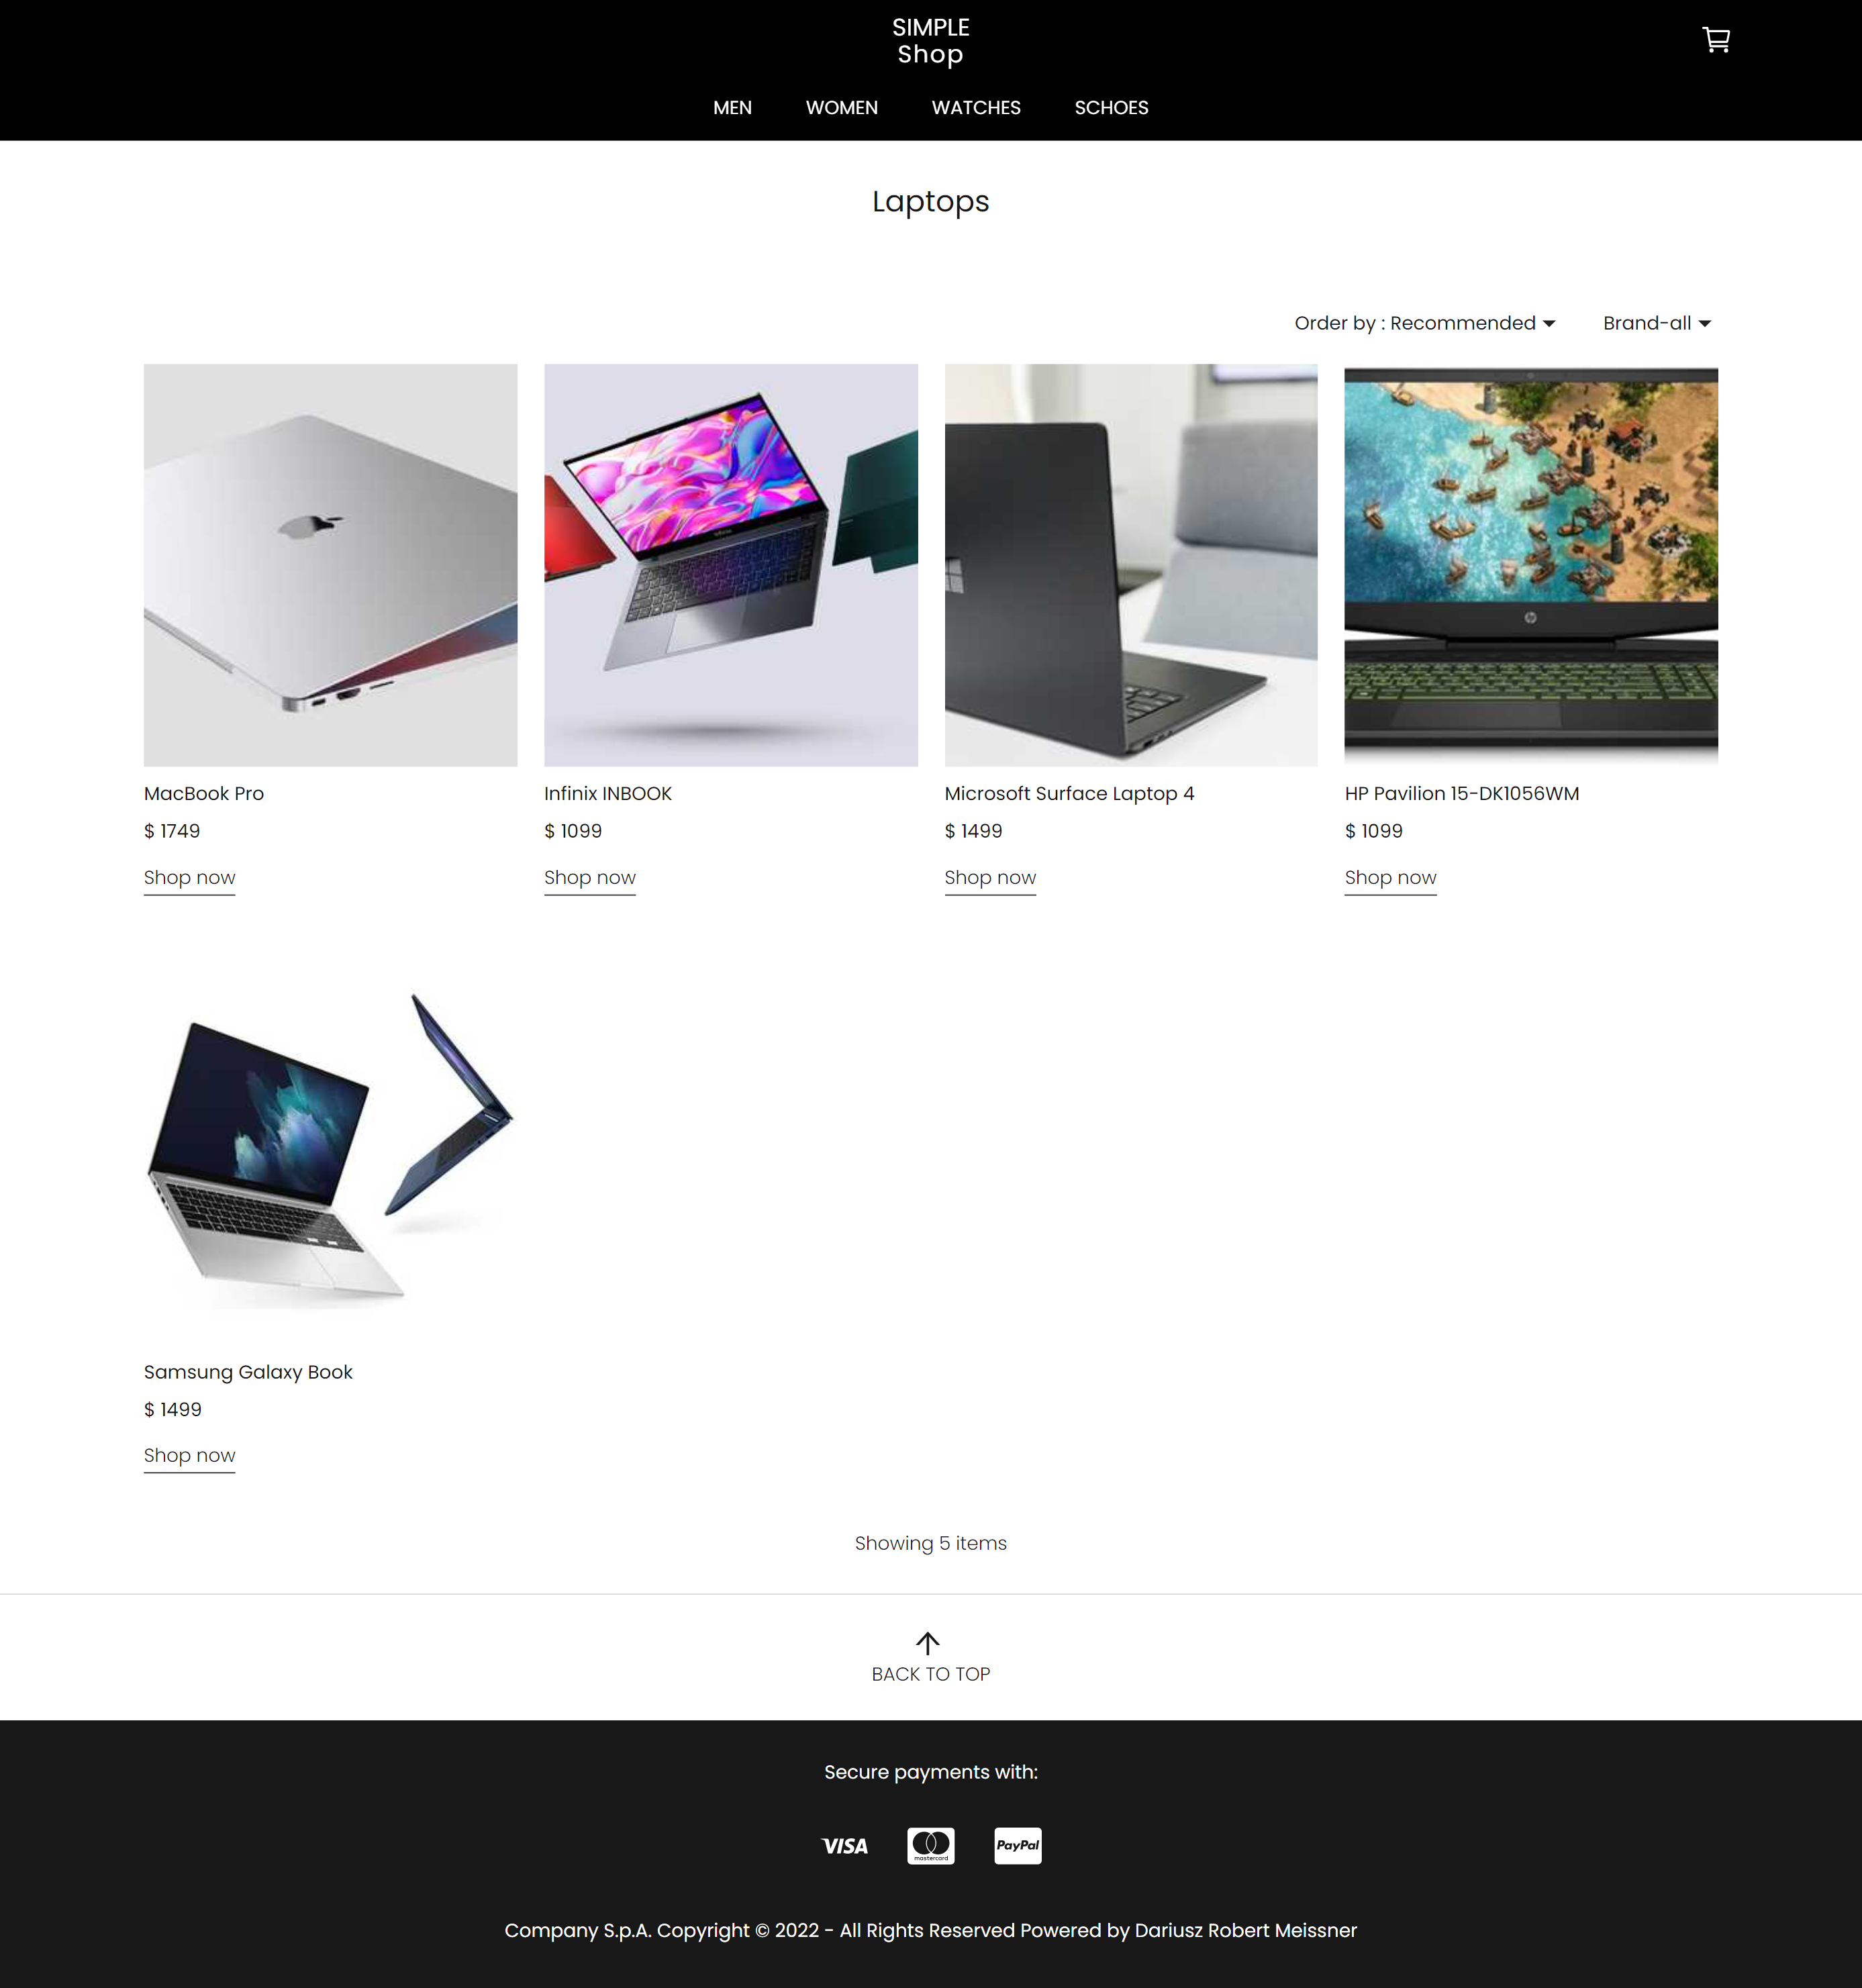 SIMPLE
Shop
MEN WOMEN WATCHES SCHOES
Laptops
Order by : Recommended Brand-all
MacBook Pro
$ 1749
Shop now
Infinix INBOOK
$ 1099
Shop now
Microsoft Surface Laptop 4
$ 1499
Shop now
HP Pavilion 15-DK1056WM
$ 1099
Shop now
Samsung Galaxy Book
$ 1499
Shop now
Showing 5 items
BACK TO TOP
Secure payments with:
VISA mastercard PayPal
Company S.p.A. Copyright © 2022 - All Rights Reserved Powered by Dariusz Robert Meissner